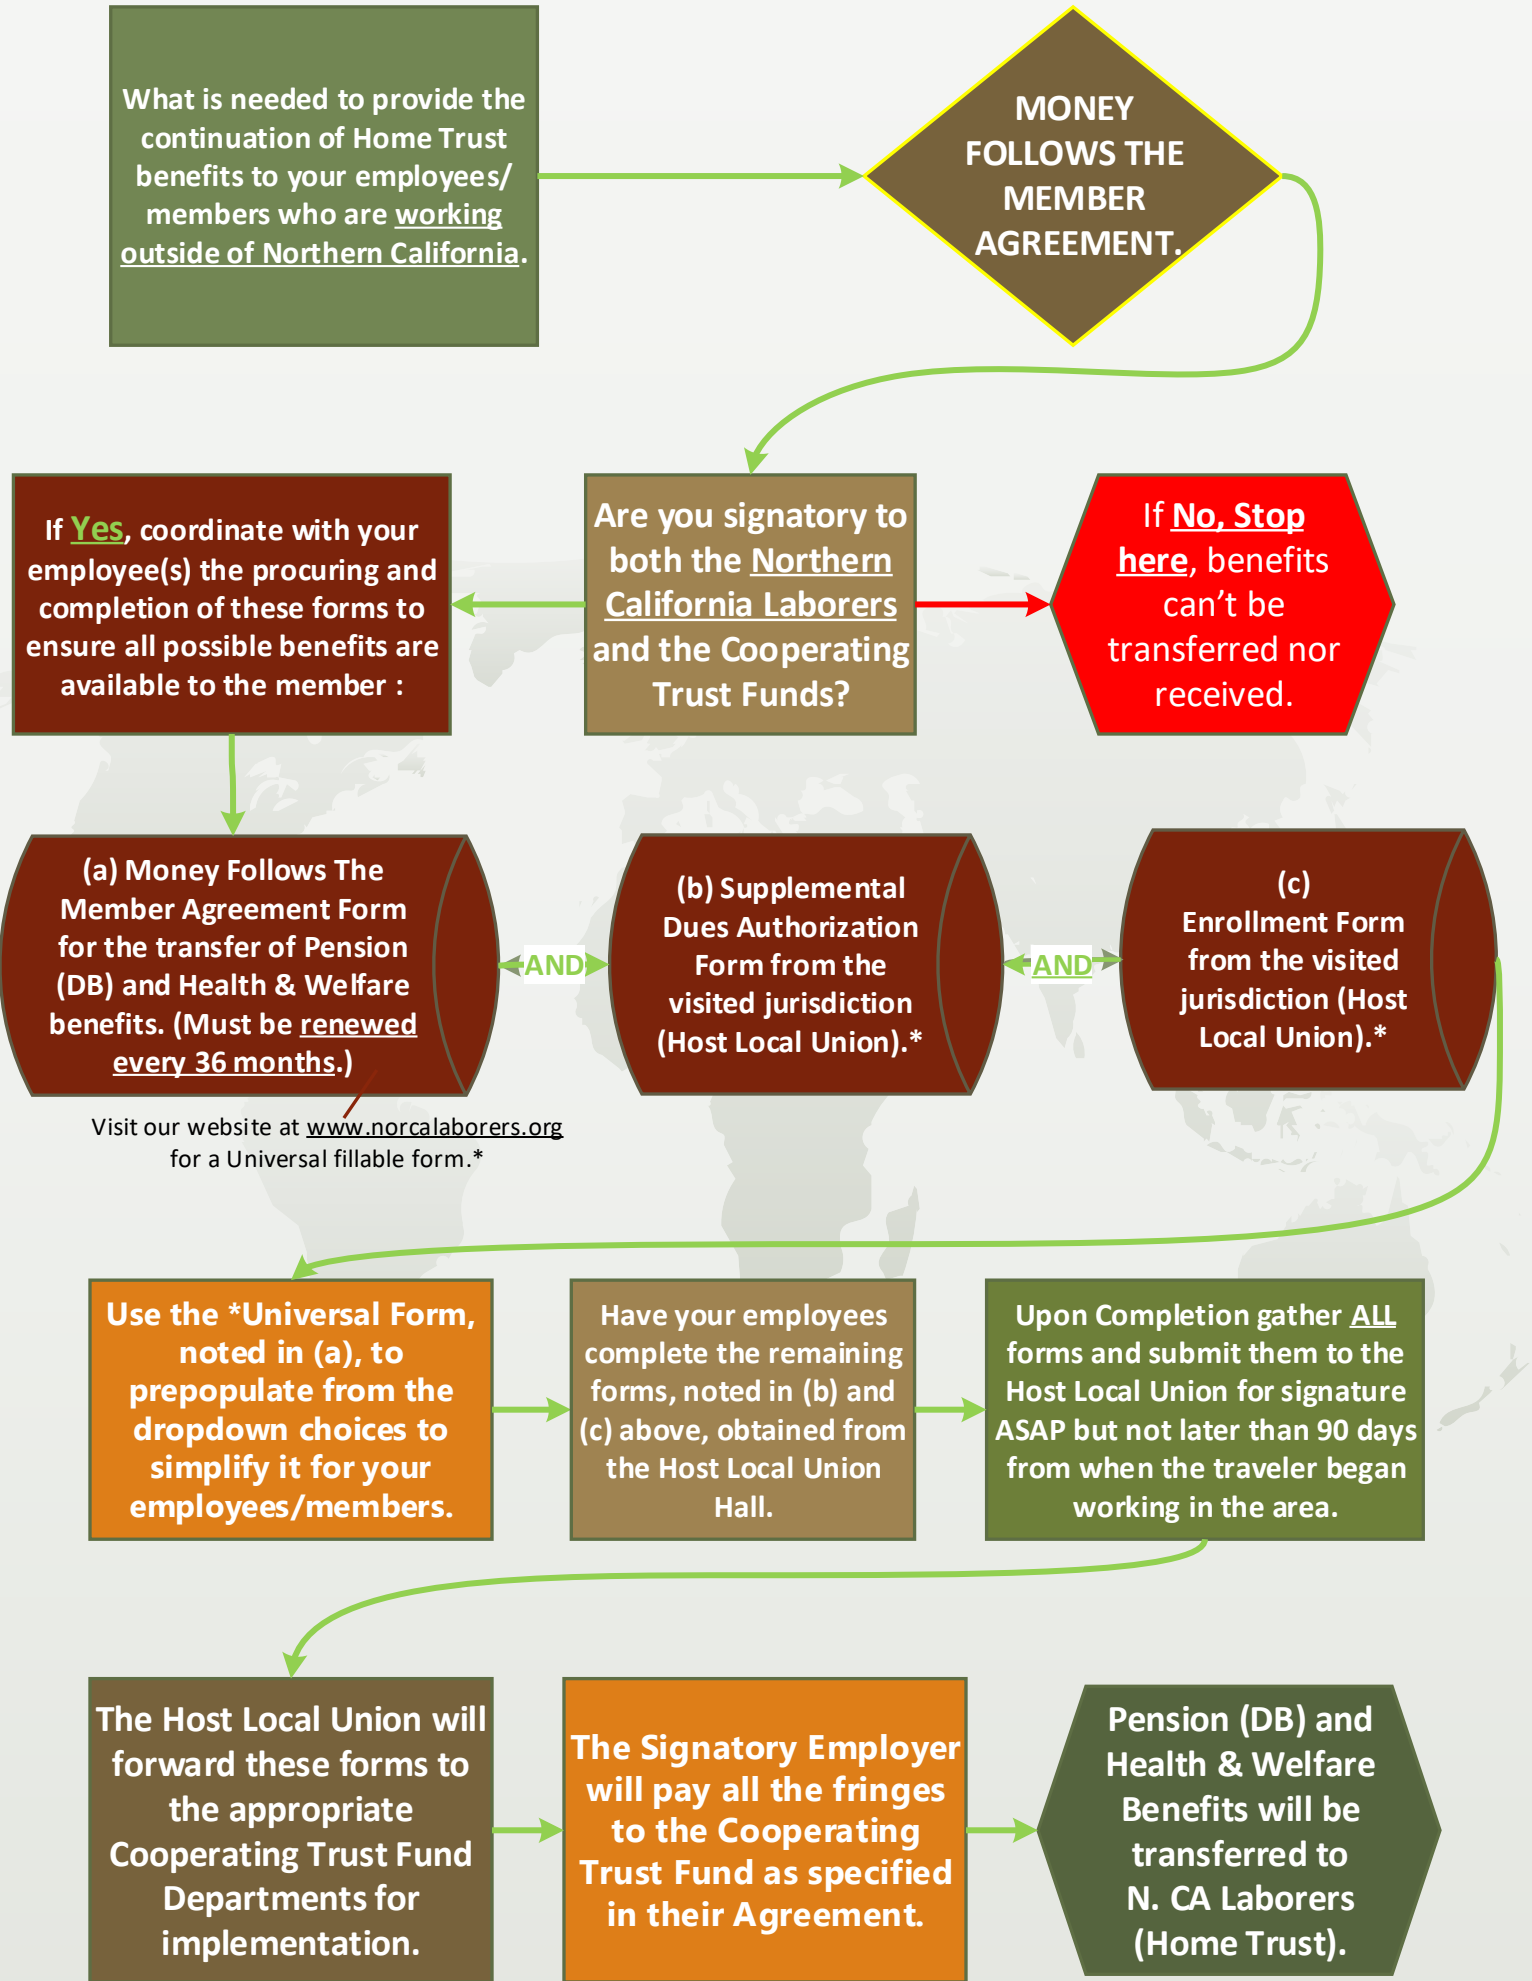 What is needed to provide the
continuation of Home Trust
benefits to your employees/
members who are working
outside of Northern California.
MONEY
FOLLOWS THE
MEMBER
AGREEMENT.
If Yes, coordinate with your
employee(s) the procuring and
completion of these forms to
ensure all possible benefits are
available to the member :
Are you signatory to
both the Northern
California Laborers
and the Cooperating
Trust Funds?
If No, Stop
here, benefits
can’t be
transferred nor
received.
(a) Money Follows The
Member Agreement Form
for the transfer of Pension
(DB) and Health & Welfare
benefits. (Must be renewed
every 36 months.)
AND
(b) Supplemental
Dues Authorization
Form from the
visited jurisdiction
(Host Local Union).*
AND
(c)
Enrollment Form
from the visited
jurisdiction (Host
Local Union).*
Visit our website at www.norcalaborers.org
for a Universal fillable form.*
Use the *Universal Form,
noted in (a), to
prepopulate from the
dropdown choices to
simplify it for your
employees/members.
Have your employees
complete the remaining
forms, noted in (b) and
(c) above, obtained from
the Host Local Union
Hall.
Upon Completion gather ALL
forms and submit them to the
Host Local Union for signature
ASAP but not later than 90 days
from when the traveler began
working in the area.
The Host Local Union will
forward these forms to
the appropriate
Cooperating Trust Fund
Departments for
implementation.
The Signatory Employer
will pay all the fringes
to the Cooperating
Trust Fund as specified
in their Agreement.
Pension (DB) and
Health & Welfare
Benefits will be
transferred to
N. CA Laborers
(Home Trust).